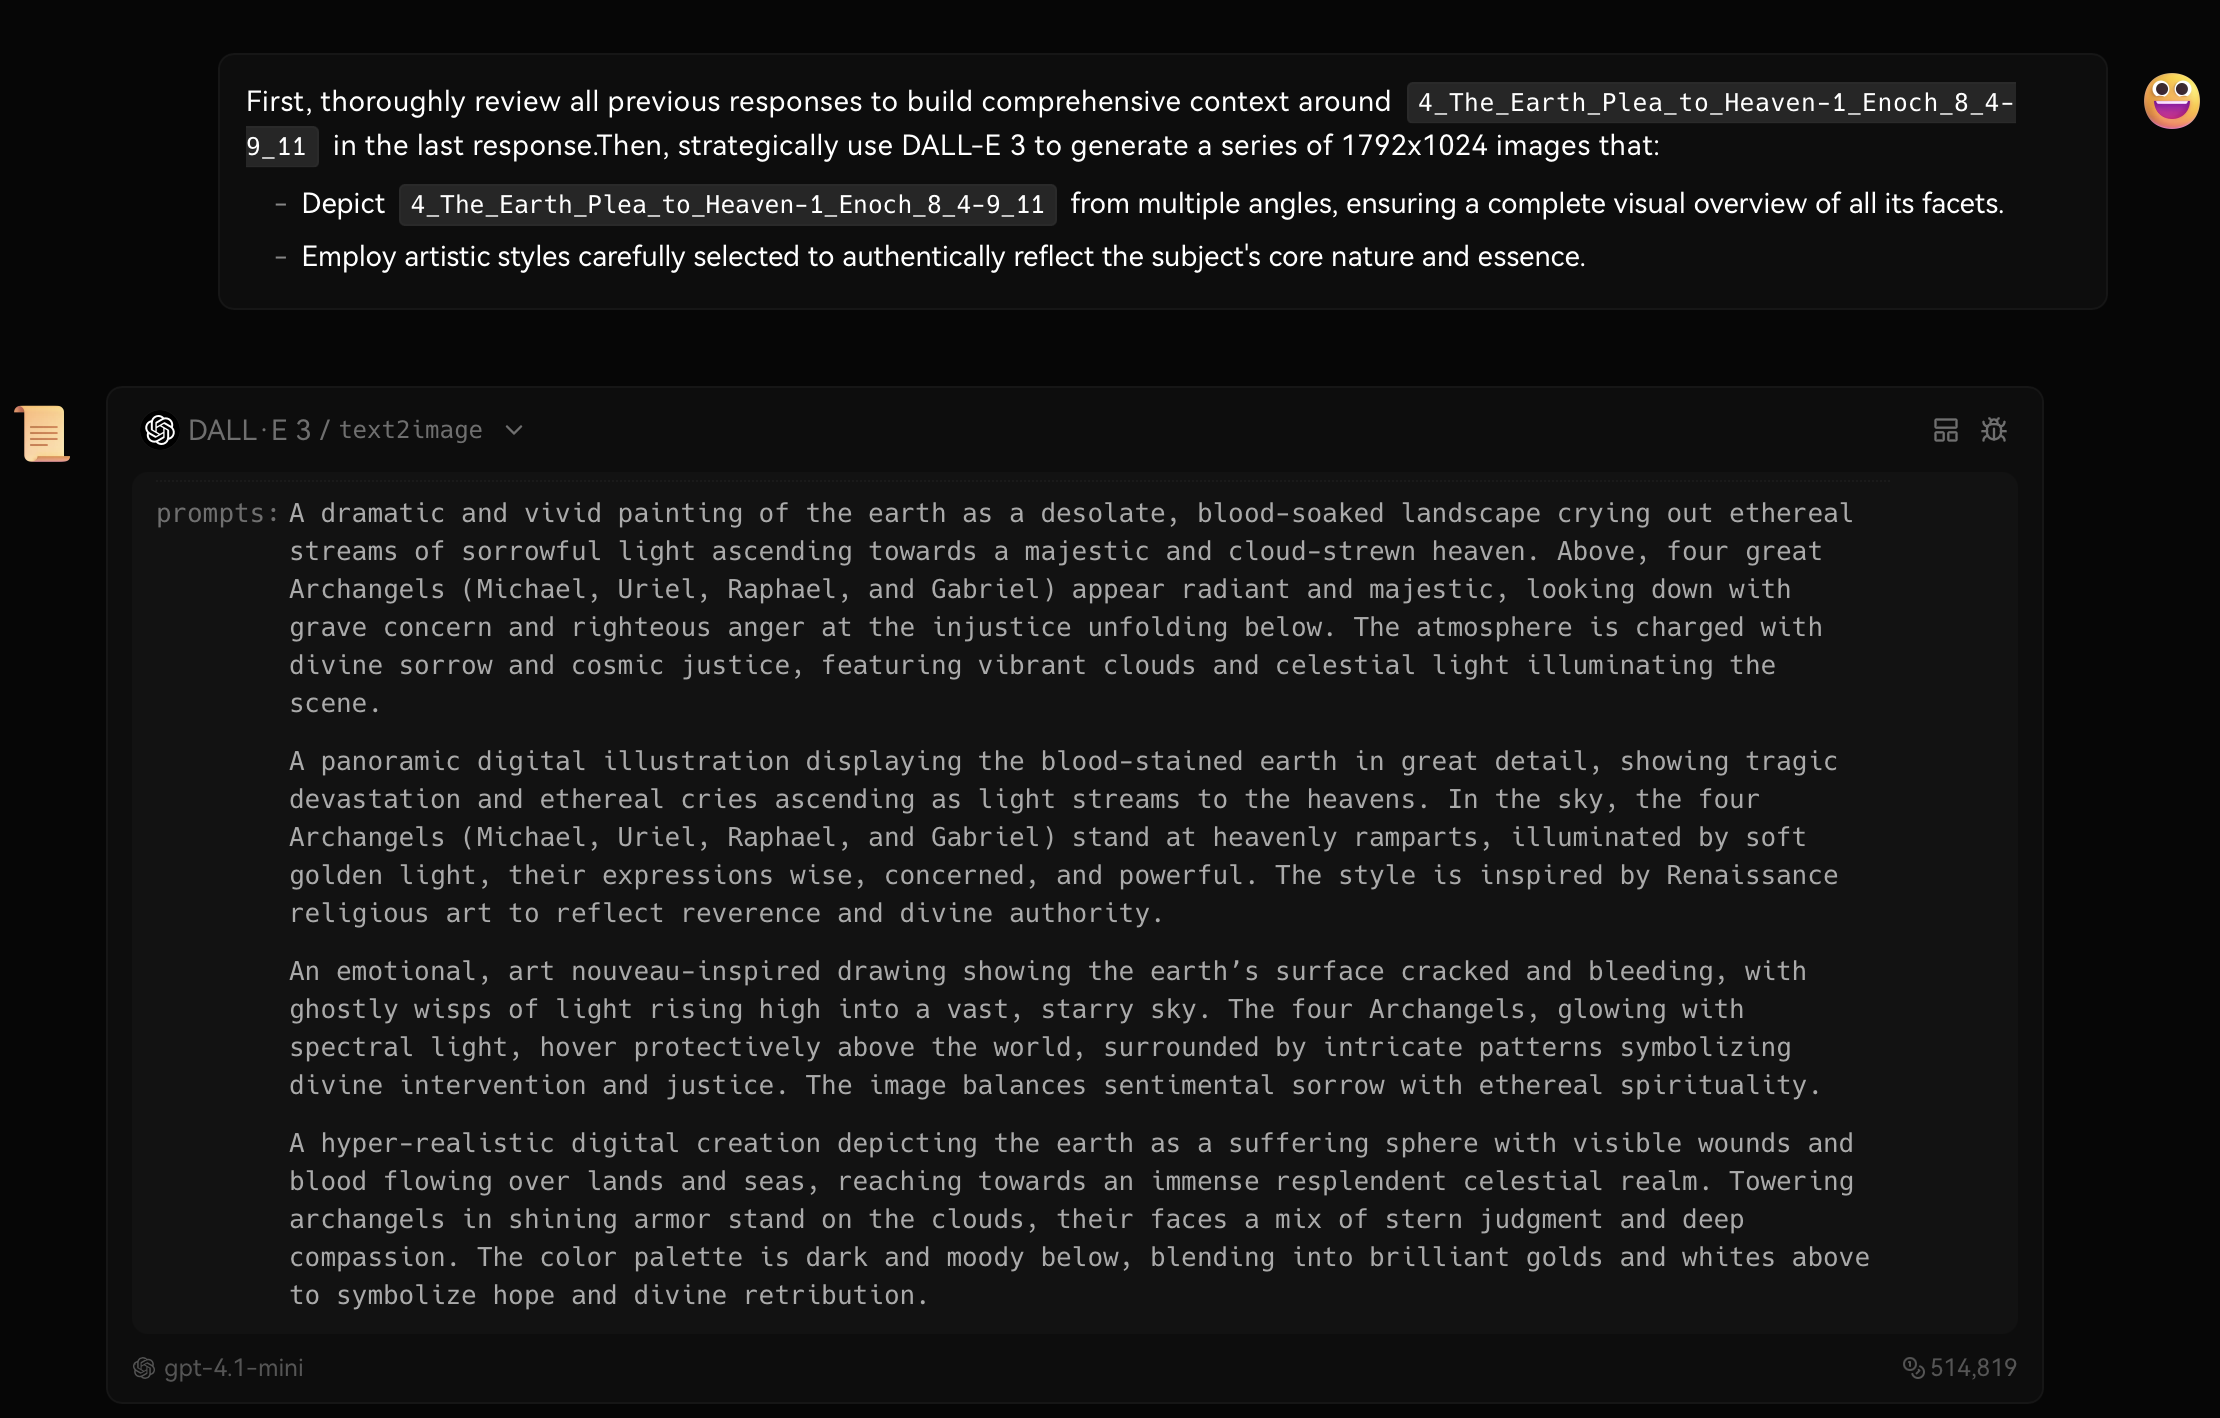 First, thoroughly review all previous responses to build comprehensive context around 4_The_Earth_Plea_to_Heaven-1_Enoch_8_4-
9_11 in the last response.Then, strategically use DALL-E 3 to generate a series of 1792x1024 images that:
- Depict 4_The_Earth_Plea_to_Heaven-1_Enoch_8_4-9_11 from multiple angles, ensuring a complete visual overview of all its facets.
- Employ artistic styles carefully selected to authentically reflect the subject's core nature and essence.
DALL·E 3 / text2image
prompts: A dramatic and vivid painting of the earth as a desolate, blood-soaked landscape crying out ethereal
streams of sorrowful light ascending towards a majestic and cloud-strewn heaven. Above, four great
Archangels (Michael, Uriel, Raphael, and Gabriel) appear radiant and majestic, looking down with
grave concern and righteous anger at the injustice unfolding below. The atmosphere is charged with
divine sorrow and cosmic justice, featuring vibrant clouds and celestial light illuminating the
scene.
A panoramic digital illustration displaying the blood-stained earth in great detail, showing tragic
devastation and ethereal cries ascending as light streams to the heavens. In the sky, the four
Archangels (Michael, Uriel, Raphael, and Gabriel) stand at heavenly ramparts, illuminated by soft
golden light, their expressions wise, concerned, and powerful. The style is inspired by Renaissance
religious art to reflect reverence and divine authority.
An emotional, art nouveau-inspired drawing showing the earth’s surface cracked and bleeding, with
ghostly wisps of light rising high into a vast, starry sky. The four Archangels, glowing with
spectral light, hover protectively above the world, surrounded by intricate patterns symbolizing
divine intervention and justice. The image balances sentimental sorrow with ethereal spirituality.
A hyper-realistic digital creation depicting the earth as a suffering sphere with visible wounds and
blood flowing over lands and seas, reaching towards an immense resplendent celestial realm. Towering
archangels in shining armor stand on the clouds, their faces a mix of stern judgment and deep
compassion. The color palette is dark and moody below, blending into brilliant golds and whites above
to symbolize hope and divine retribution.
gpt-4.1-mini
514,819